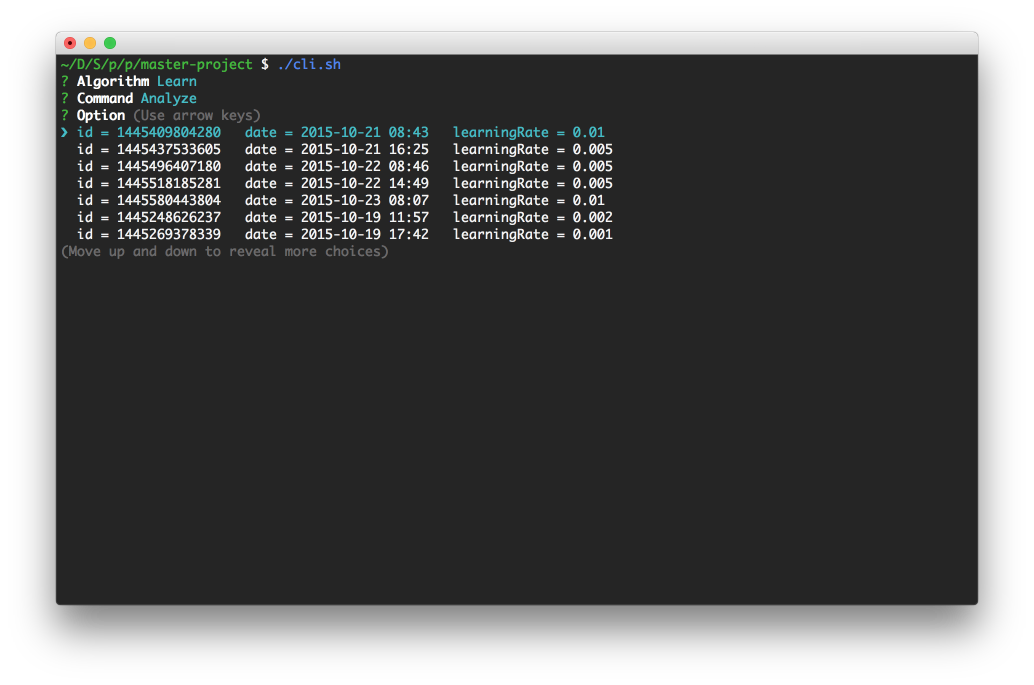 ~/D/S/p/p/master-project $ ./cli.sh
? Algorithm Learn
? Command Analyze
? Option (Use arrow keys)
❯ id = 1445409804280   date = 2015-10-21 08:43   learningRate = 0.01
  id = 1445437533605   date = 2015-10-21 16:25   learningRate = 0.005
  id = 1445496407180   date = 2015-10-22 08:46   learningRate = 0.005
  id = 1445518185281   date = 2015-10-22 14:49   learningRate = 0.005
  id = 1445580443804   date = 2015-10-23 08:07   learningRate = 0.01
  id = 1445248626237   date = 2015-10-19 11:57   learningRate = 0.002
  id = 1445269378339   date = 2015-10-19 17:42   learningRate = 0.001
(Move up and down to reveal more choices)